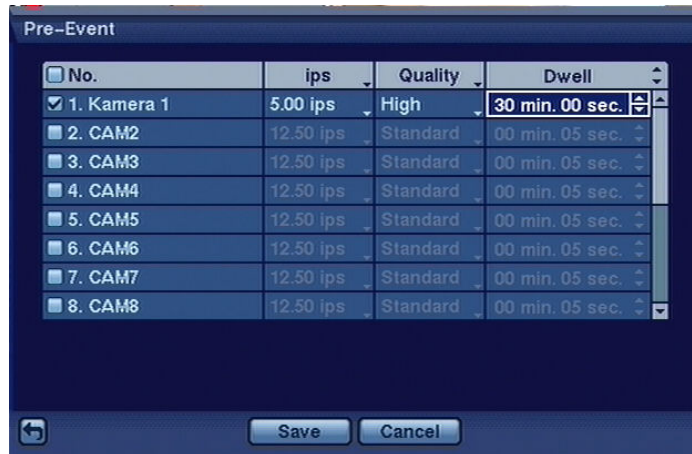 Pre-Event
No. ips Quality Dwell
1. Kamera 1 5.00 ips High 30 min. 00 sec.
2. CAM2 12.50 ips Standard 00 min. 05 sec.
3. CAM3 12.50 ips Standard 00 min. 05 sec.
4. CAM4 12.50 ips Standard 00 min. 05 sec.
5. CAM5 12.50 ips Standard 00 min. 05 sec.
6. CAM6 12.50 ips Standard 00 min. 05 sec.
7. CAM7 12.50 ips Standard 00 min. 05 sec.
8. CAM8 12.50 ips Standard 00 min. 05 sec.
Save Cancel